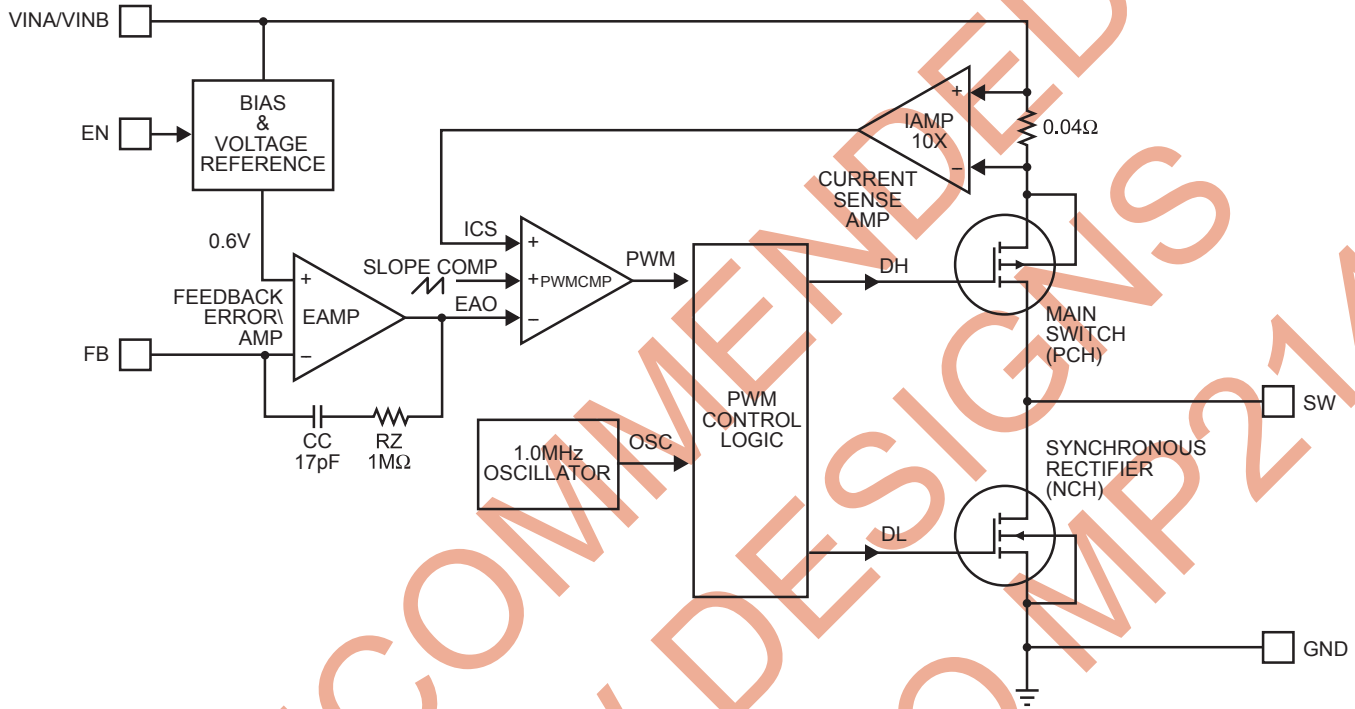 VINA/VINB
BIAS
&
VOLTAGE
REFERENCE
EN
+
IAMP
10X
−
0.04Ω
CURRENT
SENSE
AMP
0.6V
ICS
SLOPE COMP
EAO
+
+PWMCMP
−
PWM
FEEDBACK
ERROR\
AMP
+
EAMP
−
FB
CC
17pF
RZ
1MΩ
1.0MHz
OSCILLATOR
OSC
PWM
CONTROL
LOGIC
DH
MAIN
SWITCH
(PCH)
SW
SYNCHRONOUS
RECTIFIER
(NCH)
DL
GND
COMMENDED
DESIGNS